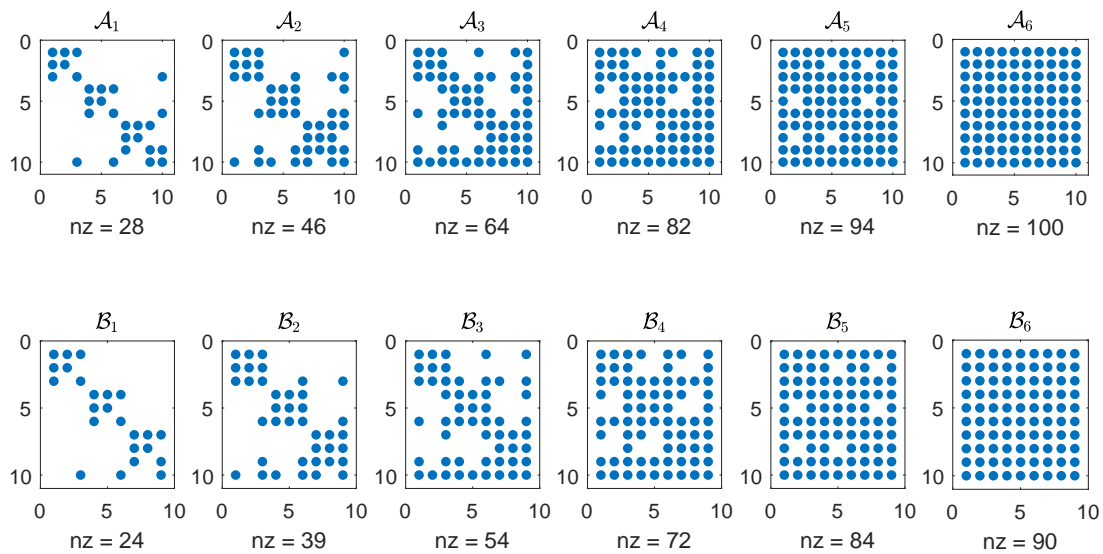 𝒜₁ 𝒜₂ 𝒜₃ 𝒜₄ 𝒜₅ 𝒜₆
0 0 0 0 0 0
5 5 5 5 5 5
10 10 10 10 10 10
0 5 10 0 5 10 0 5 10 0 5 10 0 5 10 0 5 10
nz = 28 nz = 46 nz = 64 nz = 82 nz = 94 nz = 100
ℬ₁ ℬ₂ ℬ₃ ℬ₄ ℬ₅ ℬ₆
0 0 0 0 0 0
5 5 5 5 5 5
10 10 10 10 10 10
0 5 10 0 5 10 0 5 10 0 5 10 0 5 10 0 5 10
nz = 24 nz = 39 nz = 54 nz = 72 nz = 84 nz = 90